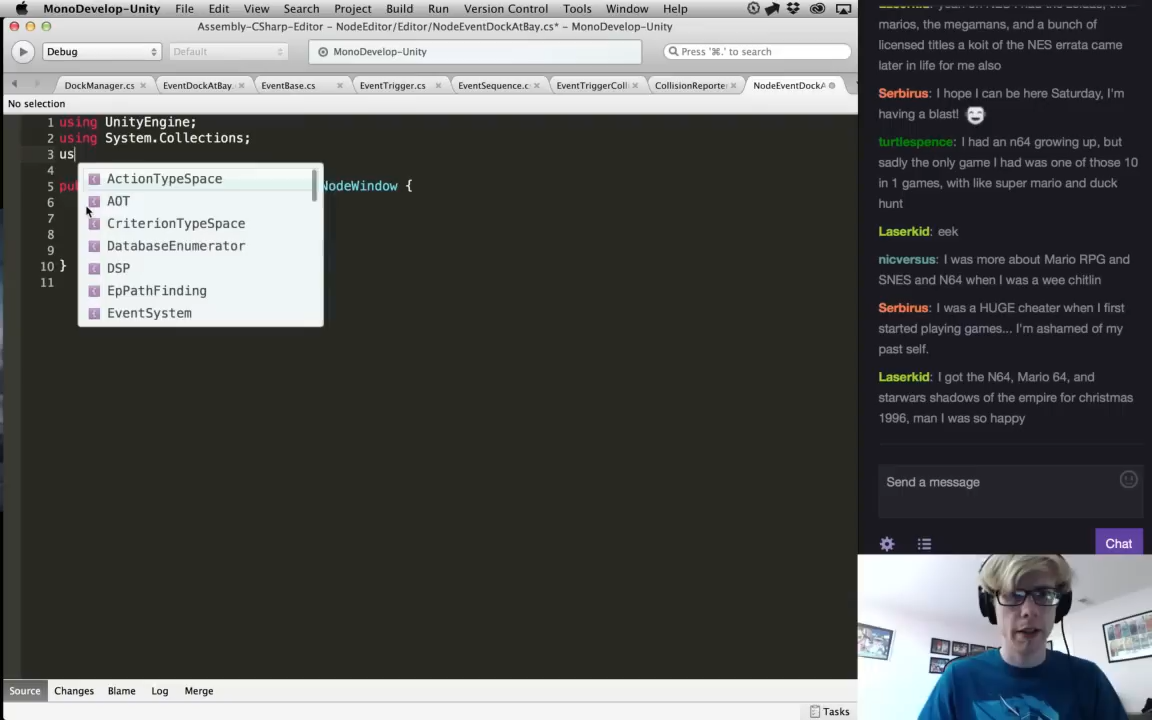 MonoDevelop-Unity File Edit View Search Project Build Run Version Control Tools Window Help
Assembly-CSharp-Editor - NodeEditor/Editor/NodeEventDockAtBay.cs* - MonoDevelop-Unity
Debug Default MonoDevelop-Unity Press '⌘.' to search
DockManager.cs EventDockAtBay. EventBase.cs EventTrigger.cs EventSequence.c EventTriggerColl CollisionReporte NodeEventDockA
No selection
1 using UnityEngine;
2 using System.Collections;
3 us
4
5 pu NodeWindow {
6
7
8
9
10 }
11
ActionTypeSpace
AOT
CriterionTypeSpace
DatabaseEnumerator
DSP
EpPathFinding
EventSystem
Source Changes Blame Log Merge
Tasks
marios, the megamans, and a bunch of
licensed titles a koit of the NES errata came
later in life for me also
Serbirus: I hope I can be here Saturday, I'm
having a blast!
turtlespence: I had an n64 growing up, but
sadly the only game I had was one of those 10
in 1 games, with like super mario and duck
hunt
Laserkid: eek
nicversus: I was more about Mario RPG and
SNES and N64 when I was a wee chitlin
Serbirus: I was a HUGE cheater when I first
started playing games... I'm ashamed of my
past self.
Laserkid: I got the N64, Mario 64, and
starwars shadows of the empire for christmas
1996, man I was so happy
Send a message
Chat